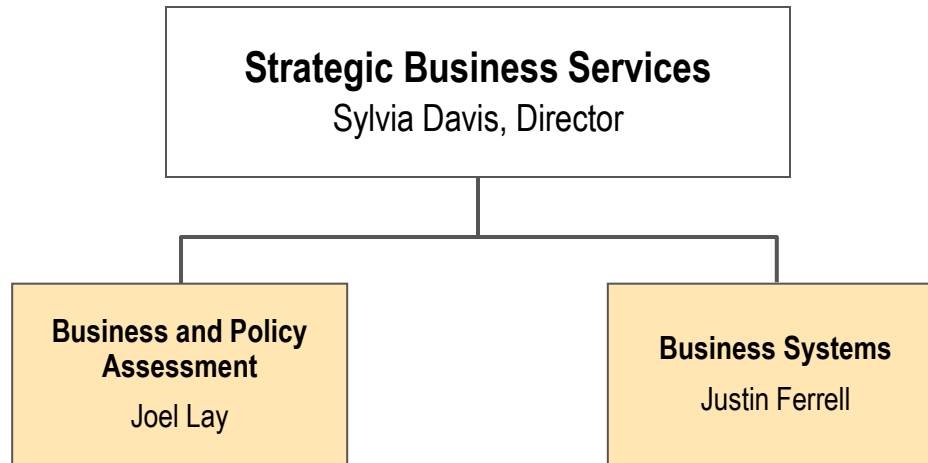 Strategic Business Services
Sylvia Davis, Director
Business and Policy
Assessment
Joel Lay
Business Systems
Justin Ferrell